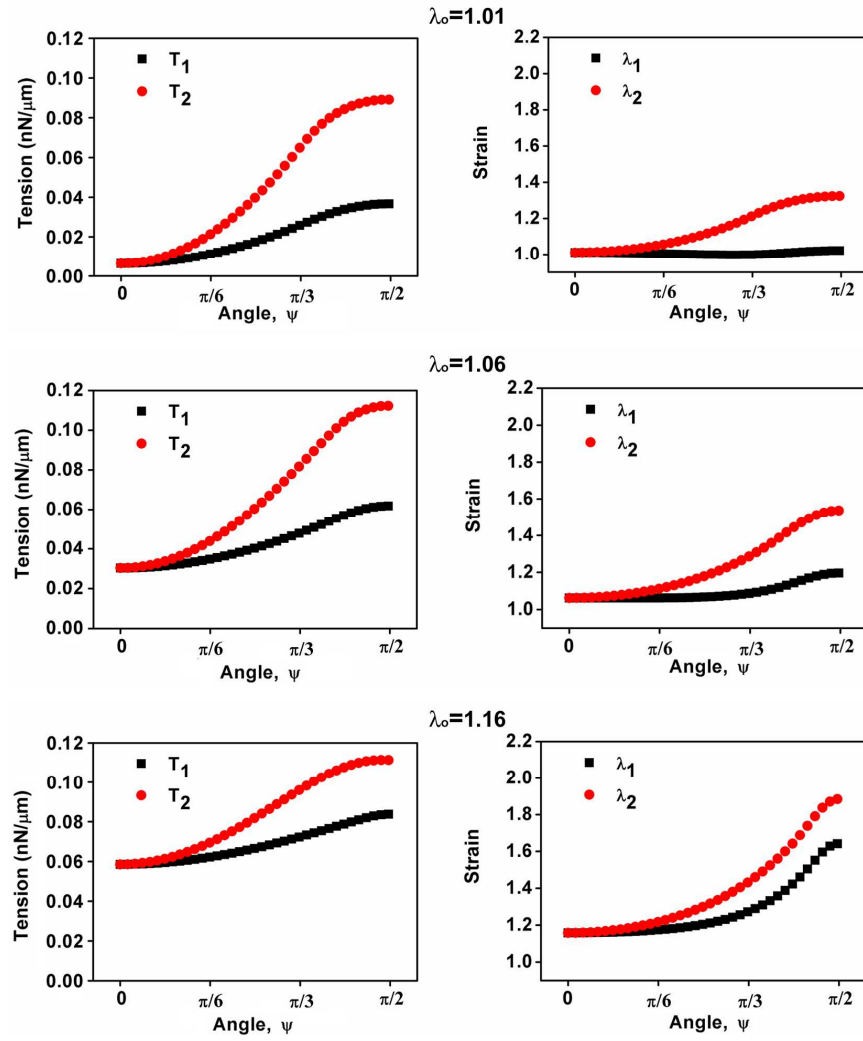 λo=1.01
0.12
0.10
0.08
0.06
0.04
0.02
0.00
Tension (nN/μm)
T1
T2
0
π/6
π/3
π/2
Angle, ψ
2.2
2.0
1.8
1.6
1.4
1.2
1.0
Strain
λ1
λ2
0
π/6
π/3
π/2
Angle, ψ
λo=1.06
0.12
0.10
0.08
0.06
0.04
0.02
0.00
Tension (nN/μm)
T1
T2
0
π/6
π/3
π/2
Angle, ψ
2.2
2.0
1.8
1.6
1.4
1.2
1.0
Strain
λ1
λ2
0
π/6
π/3
π/2
Angle, ψ
λo=1.16
0.12
0.10
0.08
0.06
0.04
0.02
0.00
Tension (nN/μm)
T1
T2
0
π/6
π/3
π/2
Angle, ψ
2.2
2.0
1.8
1.6
1.4
1.2
1.0
Strain
λ1
λ2
0
π/6
π/3
π/2
Angle, ψ